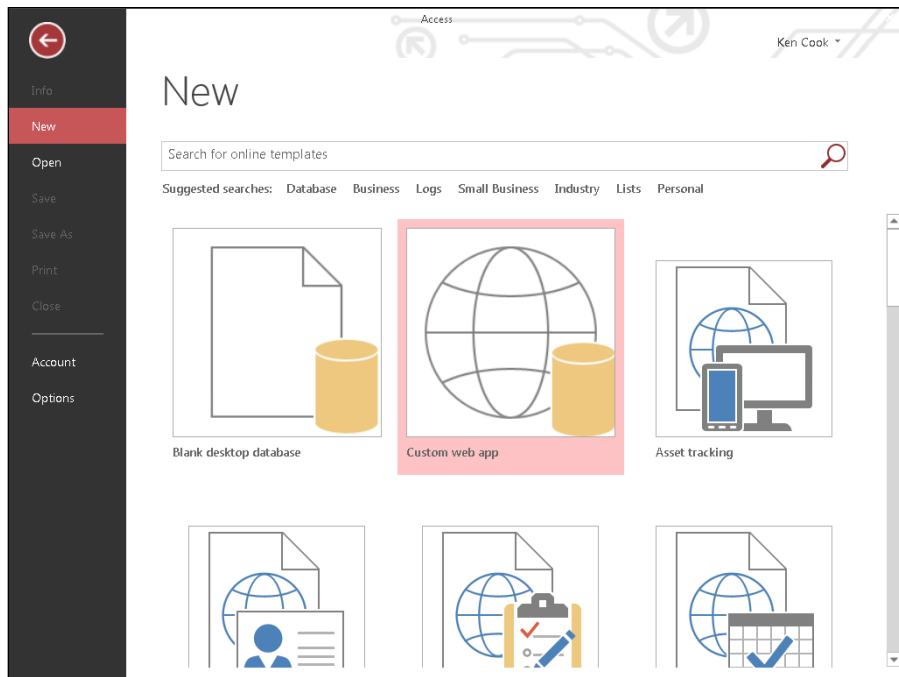 Access
Ken Cook
Info
New
Open
Save
Save As
Print
Close
Account
Options
New
Search for online templates
Suggested searches: Database Business Logs Small Business Industry Lists Personal
Blank desktop database
Custom web app
Asset tracking